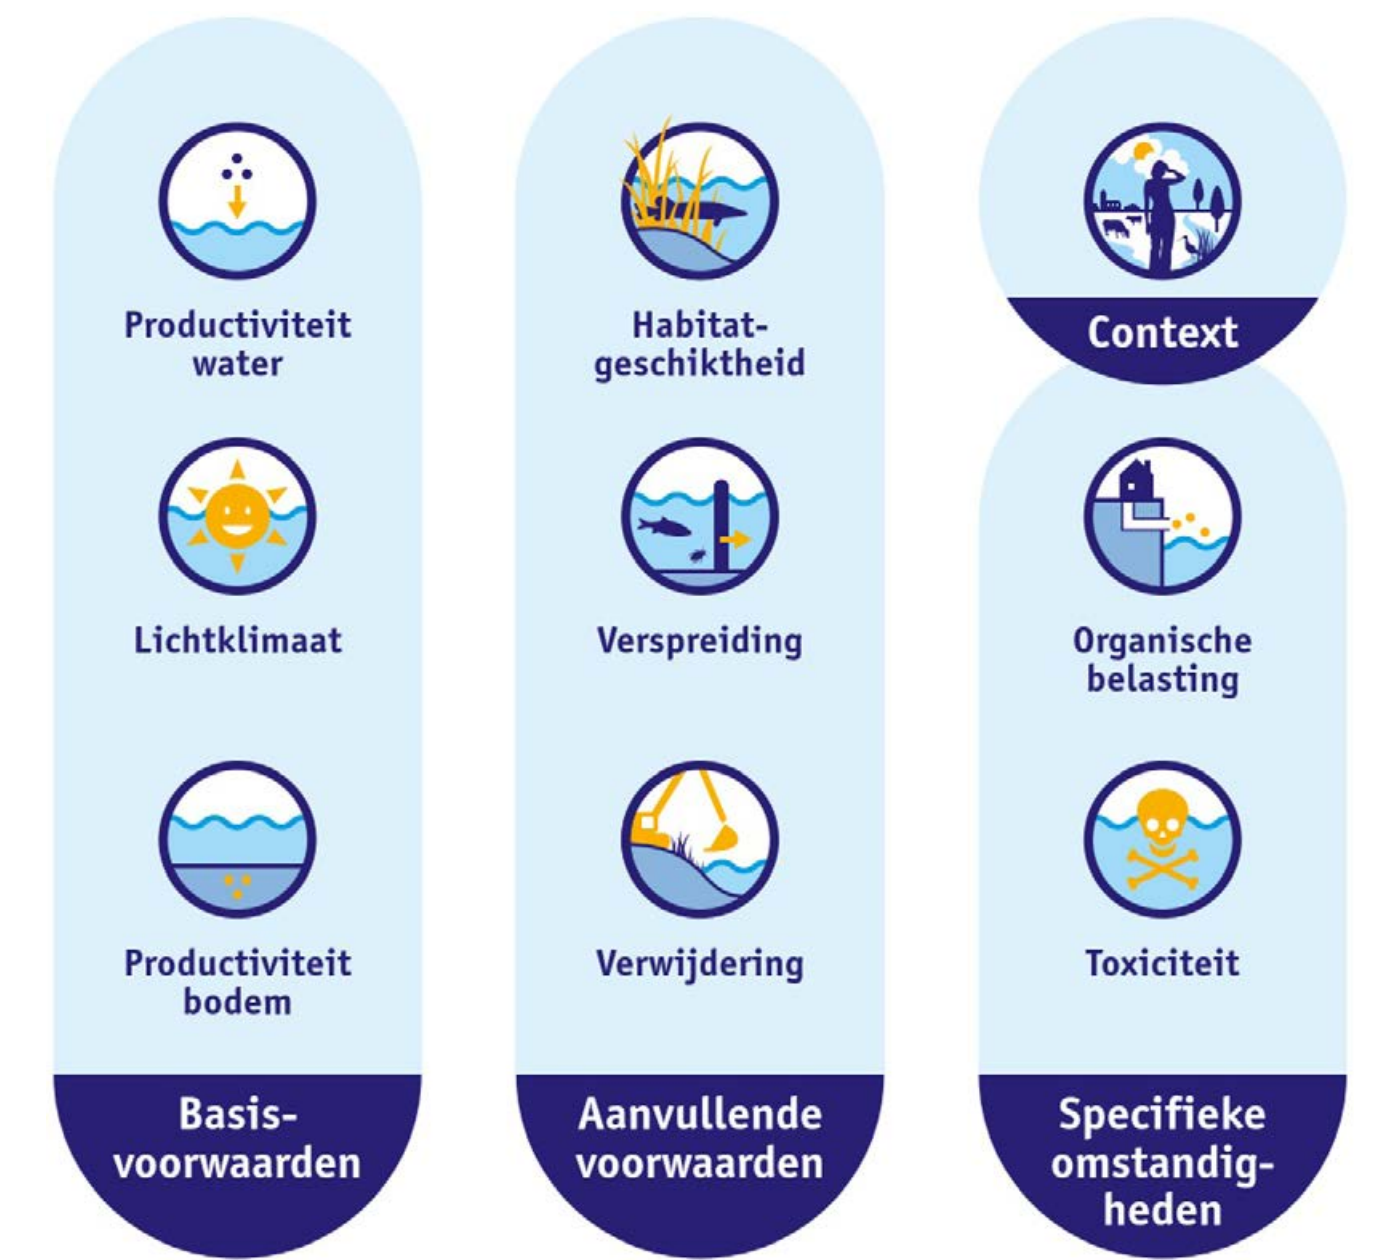 Productiviteit
water
Lichtklimaat
Productiviteit
bodem
Basis-
voorwaarden
Habitat-
geschiktheid
Verspreiding
Verwijdering
Aanvullende
voorwaarden
Context
Organische
belasting
Toxiciteit
Specifieke
omstandig-
heden